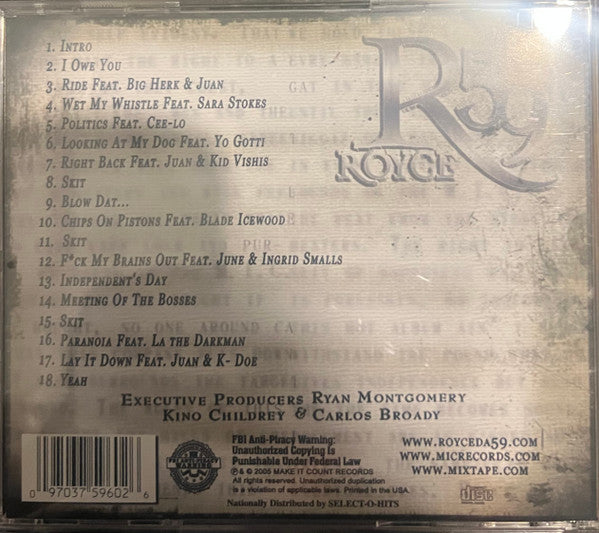 1. Intro
2. I Owe You
3. Ride Feat. Big Herk & Juan
4. Wet My Whistle Feat. Sara Stokes
5. Politics Feat. Cee-lo
6. Looking At My Dog Feat. Yo Gotti
7. Right Back Feat. Juan & Kid Vishis
8. Skit
9. Blow Dat...
10. Chips On Pistons Feat. Blade Icewood
11. Skit
12. F*ck My Brains Out Feat. June & Ingrid Smalls
13. Independent's Day
14. Meeting Of The Bosses
15. Skit
16. Paranoia Feat. La the Darkman
17. Lay It Down Feat. Juan & K- Doe
18. Yeah
Ray
Royce
Executive Producers Ryan Montgomery
Kino Childrey & Carlos Broady
0 97037 59602 6
FBI ANTI-PIRACY
WARNING
FBI Anti-Piracy Warning:
Unauthorized Copying Is
Punishable Under Federal Law
℗ & © 2005 MAKE IT COUNT RECORDS
All rights reserved. Unauthorized duplication
is a violation of applicable laws. Printed in the USA.
Nationally Distributed by SELECT-O-HITS
www.royceda59.com
www.micrecords.com
www.mixtape.com
disc